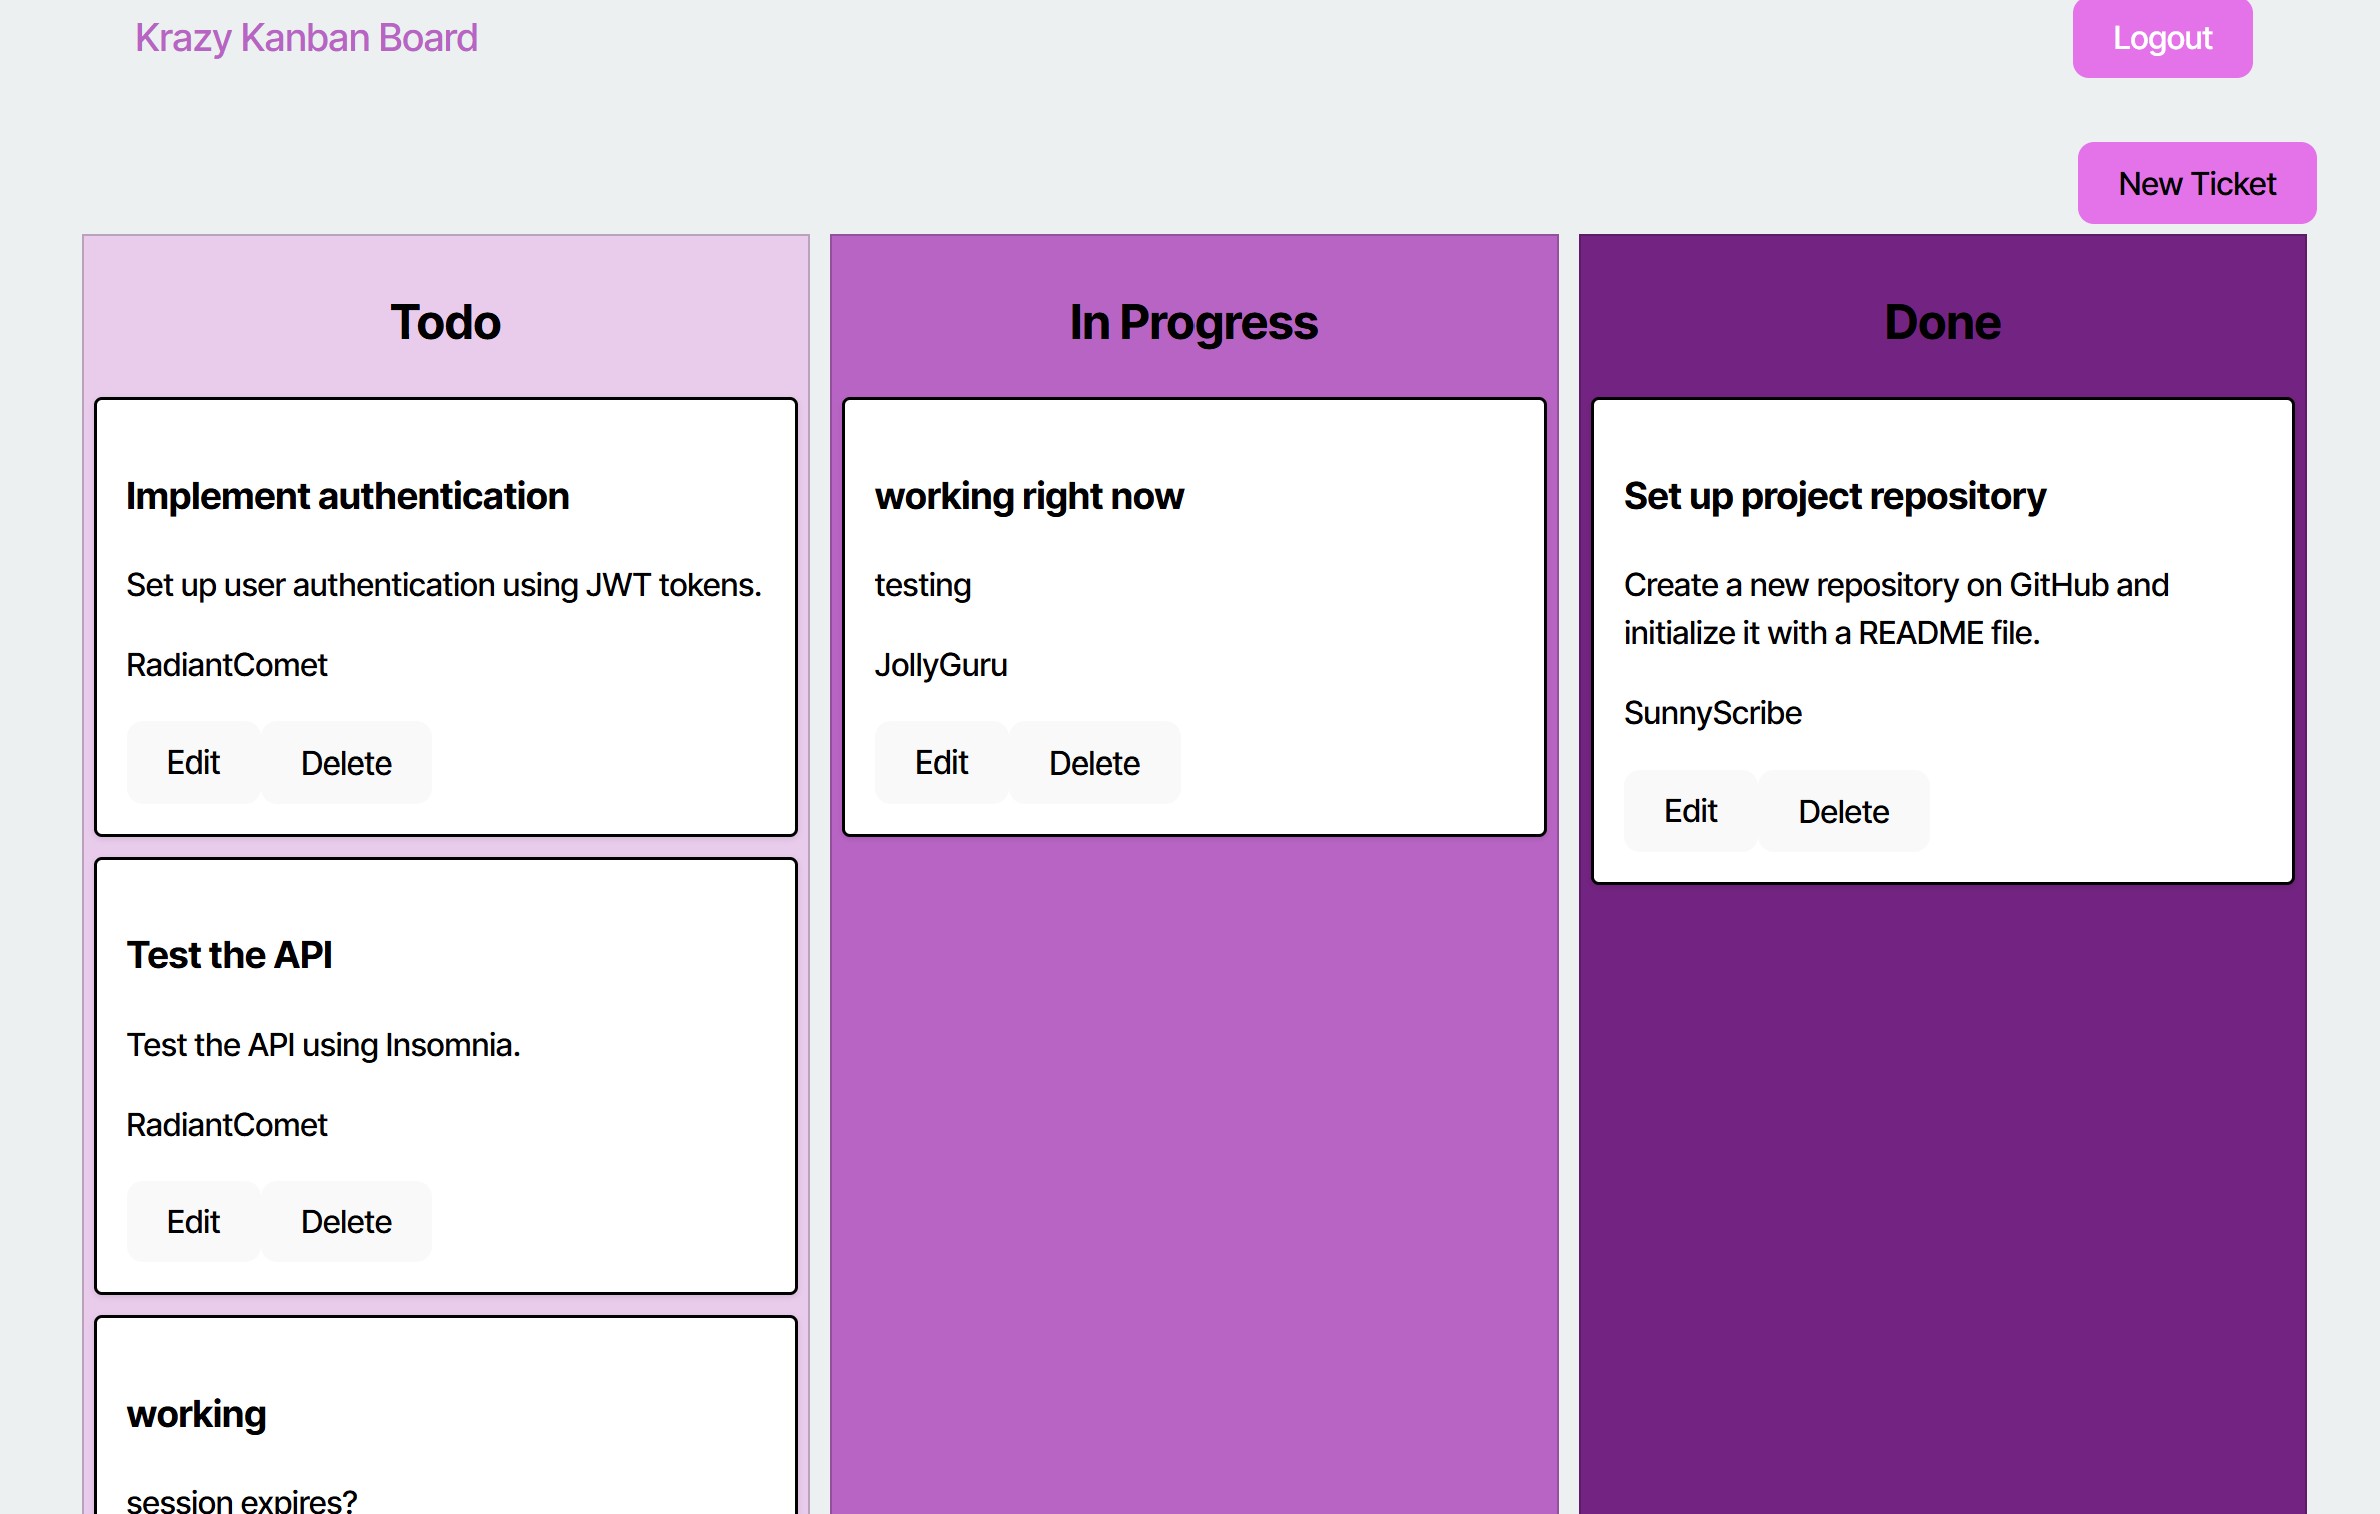 Krazy Kanban Board
Logout
New Ticket
Todo
Implement authentication
Set up user authentication using JWT tokens.
RadiantComet
Edit
Delete
Test the API
Test the API using Insomnia.
RadiantComet
Edit
Delete
working
session expires?
In Progress
working right now
testing
JollyGuru
Edit
Delete
Done
Set up project repository
Create a new repository on GitHub and
initialize it with a README file.
SunnyScribe
Edit
Delete